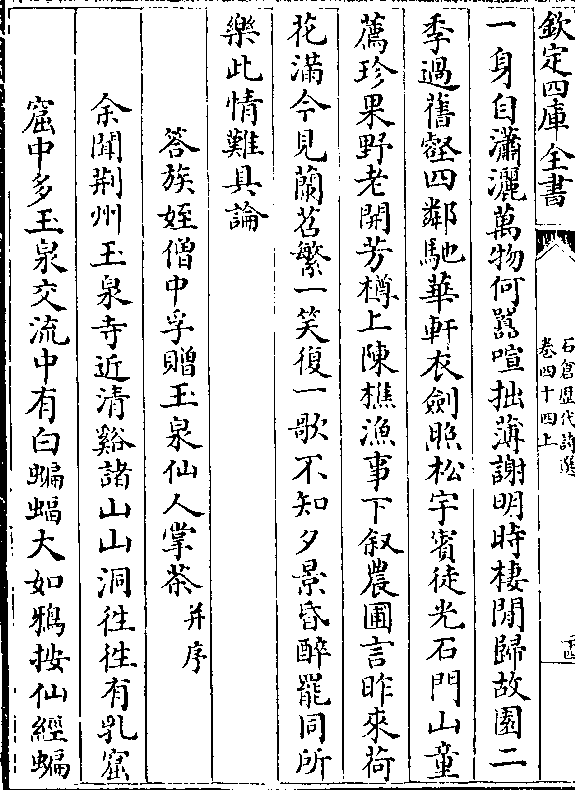 欽定四庫全書
石倉歴代詩選
卷四十四上
一身自瀟灑萬物何囂喧拙薄謝明時棲閒歸故園二
季過舊壑四鄰馳華軒衣劍照松宇賓徒光石門山童
薦珍果野老開芳樽上陳樵漁事下叙農圃言昨來荷
花滿今見蘭苕繁一笑復一歌不知夕景昏醉罷同所
樂此情難具論
答族姪僧中孚贈玉泉仙人掌茶并序
余聞荆州玉泉寺近清谿諸山山洞徃徃有乳窟
窟中多玉泉交流中有白蝙蝠大如鴉按仙經蝙